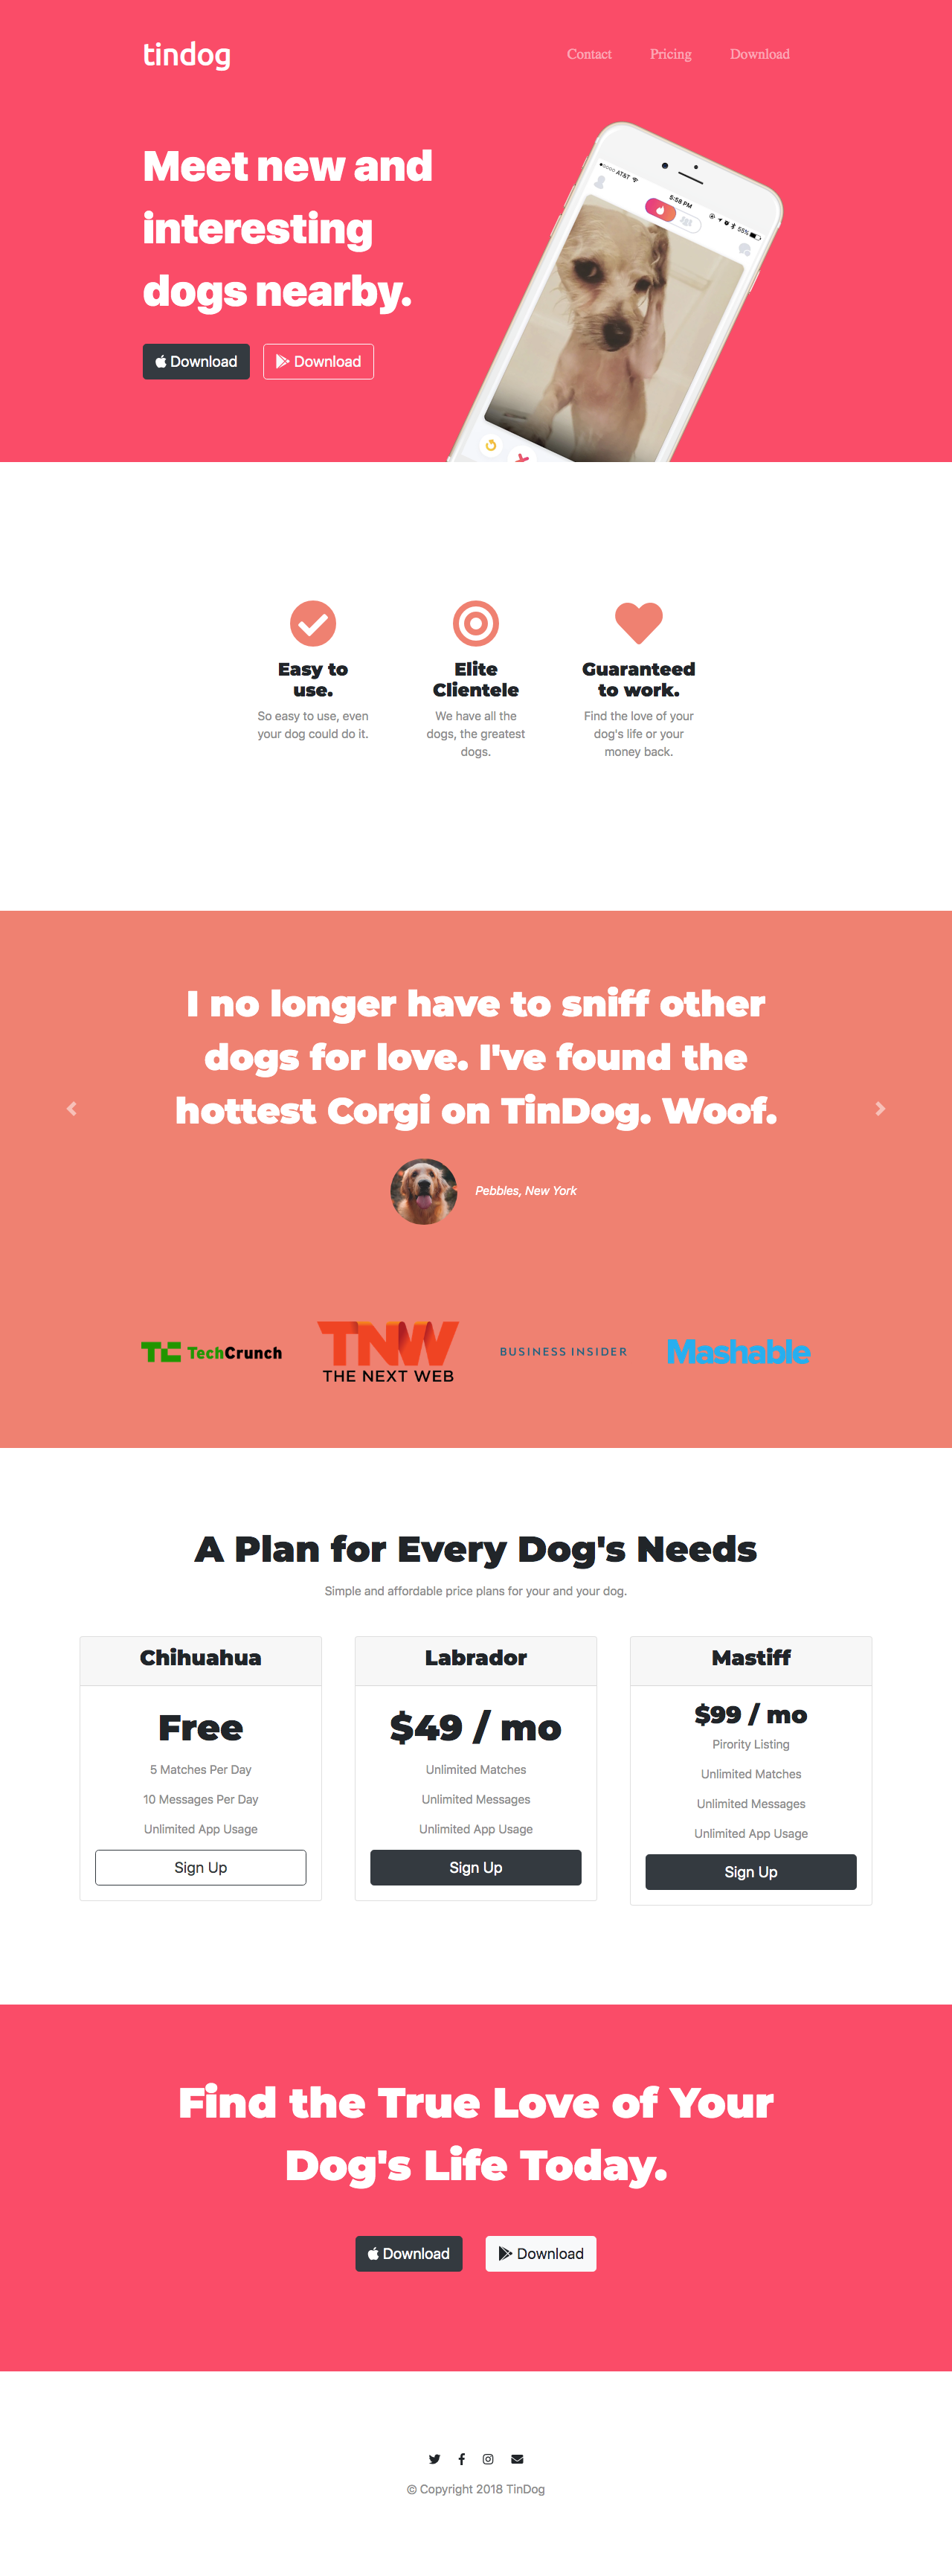 tindog
Contact Pricing Download
Meet new and
interesting
dogs nearby.
Download Download
AT&T 5:58 PM 55%
Easy to
use.
So easy to use, even
your dog could do it.
Elite
Clientele
We have all the
dogs, the greatest
dogs.
Guaranteed
to work.
Find the love of your
dog's life or your
money back.
I no longer have to sniff other
dogs for love. I've found the
hottest Corgi on TinDog. Woof.
Pebbles, New York
TC TechCrunch
TNW
THE NEXT WEB
BUSINESS INSIDER
Mashable
A Plan for Every Dog's Needs
Simple and affordable price plans for your and your dog.
Chihuahua
Free
5 Matches Per Day
10 Messages Per Day
Unlimited App Usage
Sign Up
Labrador
$49 / mo
Unlimited Matches
Unlimited Messages
Unlimited App Usage
Sign Up
Mastiff
$99 / mo
Pirority Listing
Unlimited Matches
Unlimited Messages
Unlimited App Usage
Sign Up
Find the True Love of Your
Dog's Life Today.
Download Download
© Copyright 2018 TinDog